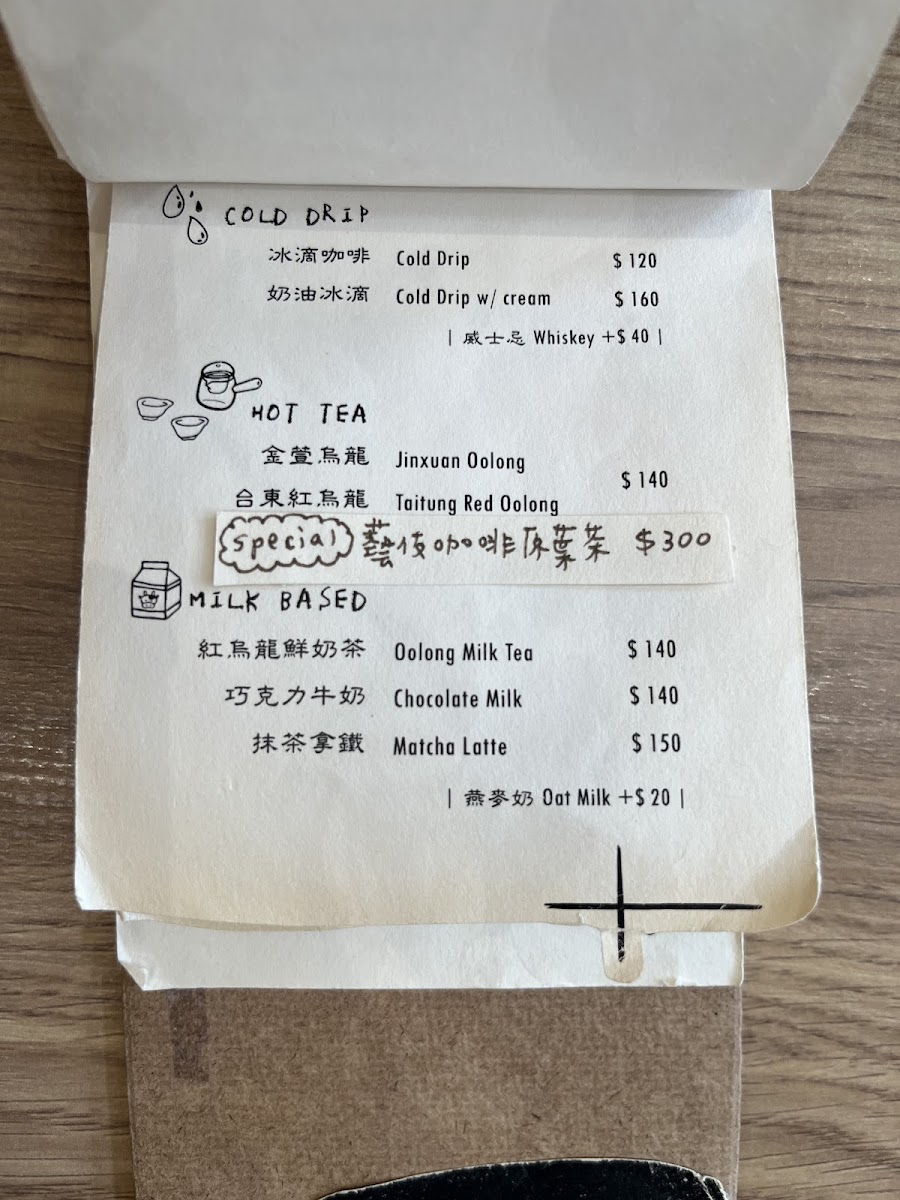 COLD DRIP
冰滴咖啡 Cold Drip $ 120
奶油冰滴 Cold Drip w/ cream $ 160
| 威士忌 Whiskey +$ 40 |
HOT TEA
金萱烏龍 Jinxuan Oolong
$ 140
台東紅烏龍 Taitung Red Oolong
special 藝伎咖啡原葉茶 $300
MILK BASED
紅烏龍鮮奶茶 Oolong Milk Tea $ 140
巧克力牛奶 Chocolate Milk $ 140
抹茶拿鐵 Matcha Latte $ 150
| 燕麥奶 Oat Milk +$ 20 |